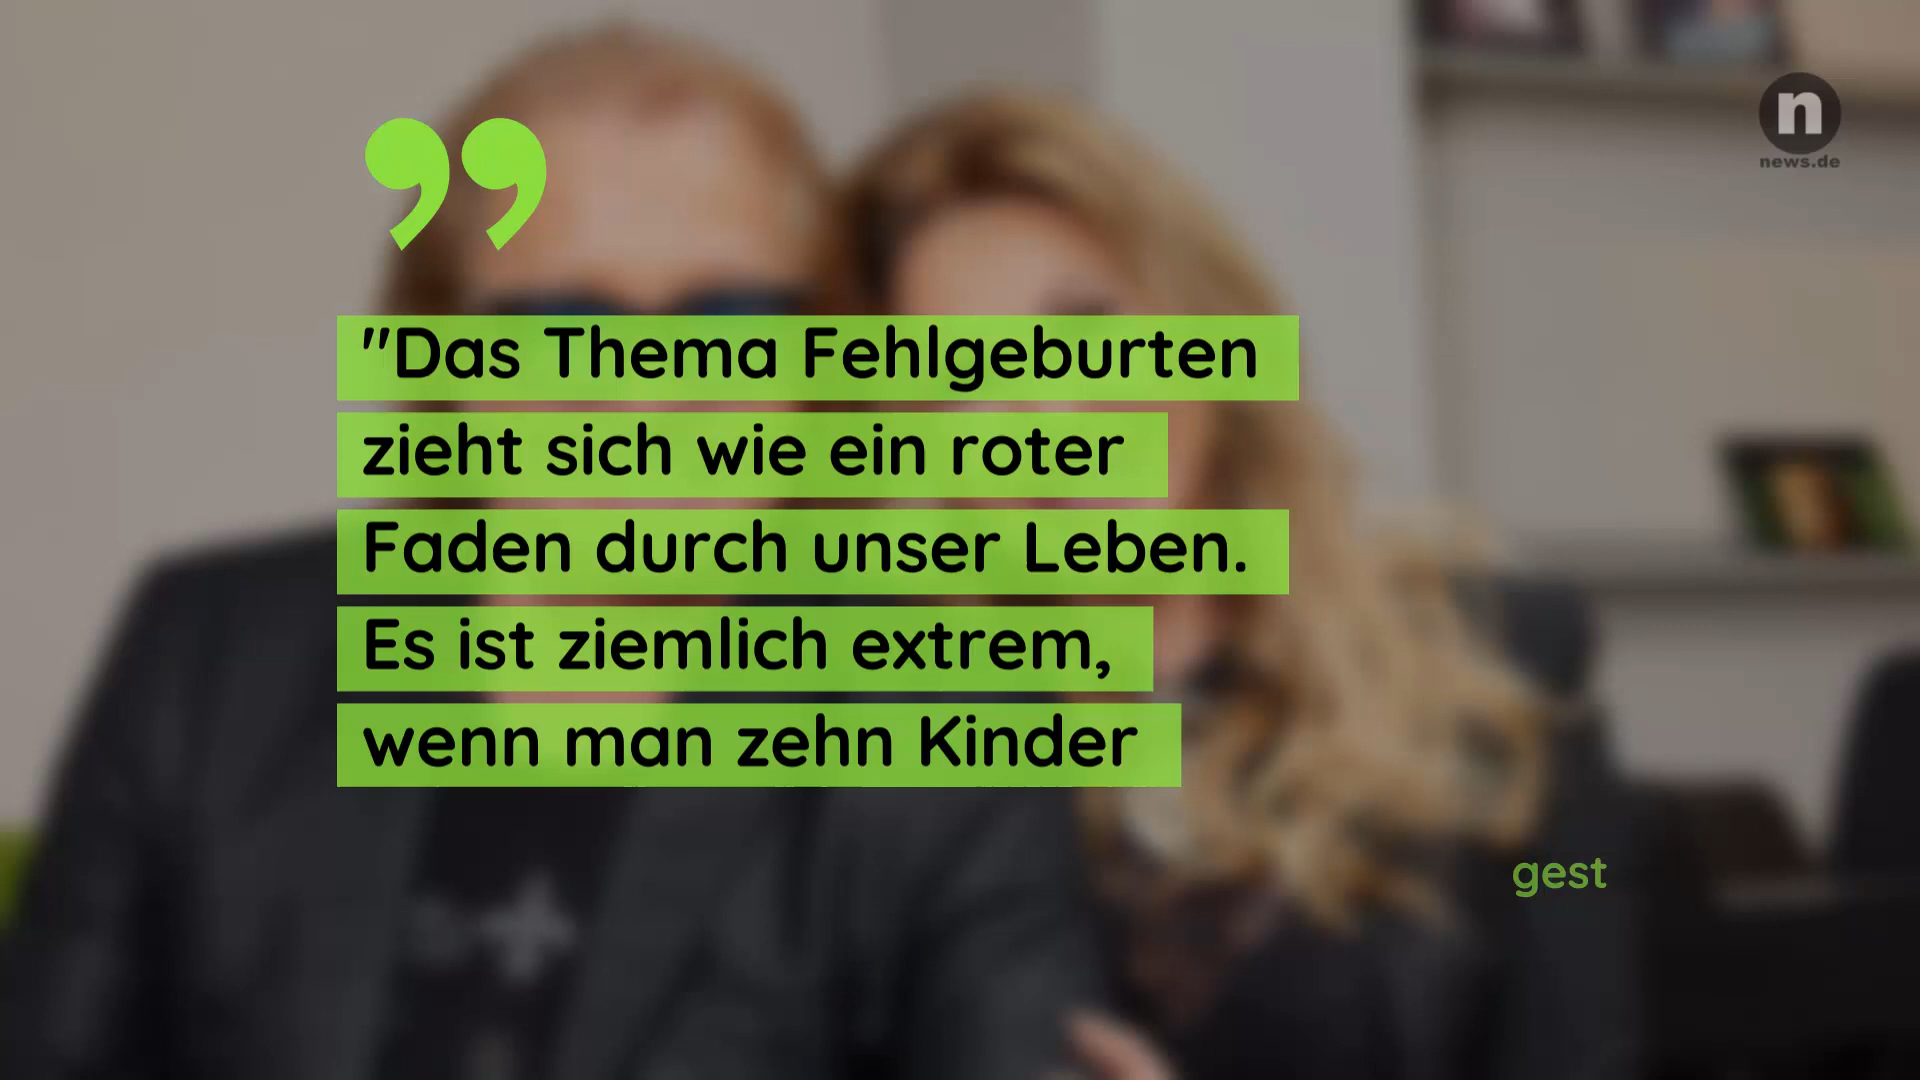 n
news.de
"Das Thema Fehlgeburten
zieht sich wie ein roter
Faden durch unser Leben.
Es ist ziemlich extrem,
wenn man zehn Kinder
gest